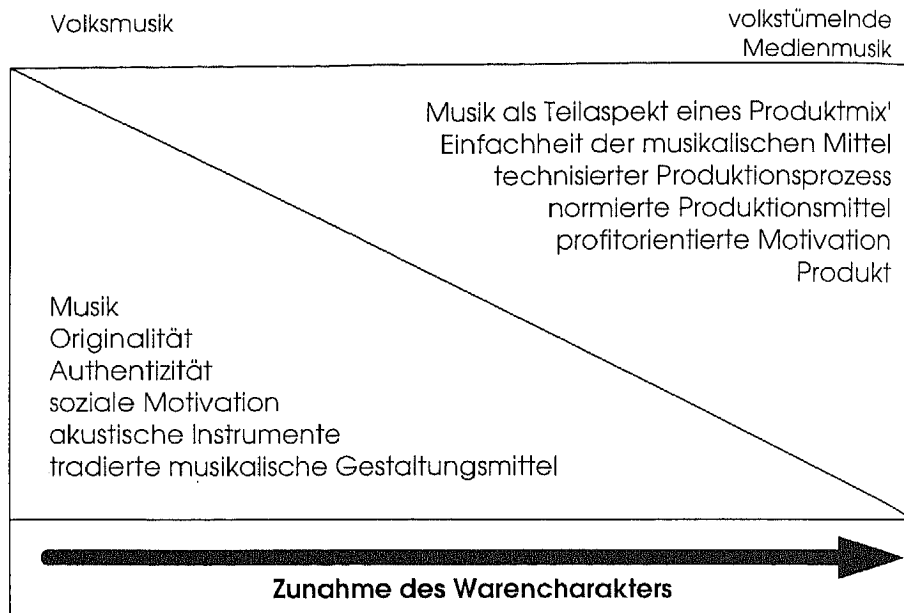 Volksmusik
volkstümelnde
Medienmusik
Musik als Teilaspekt eines Produktmix'
Einfachheit der musikalischen Mittel
technisierter Produktionsprozess
normierte Produktionsmittel
profitorientierte Motivation
Produkt
Musik
Originalität
Authentizität
soziale Motivation
akustische Instrumente
tradierte musikalische Gestaltungsmittel
Zunahme des Warencharakters